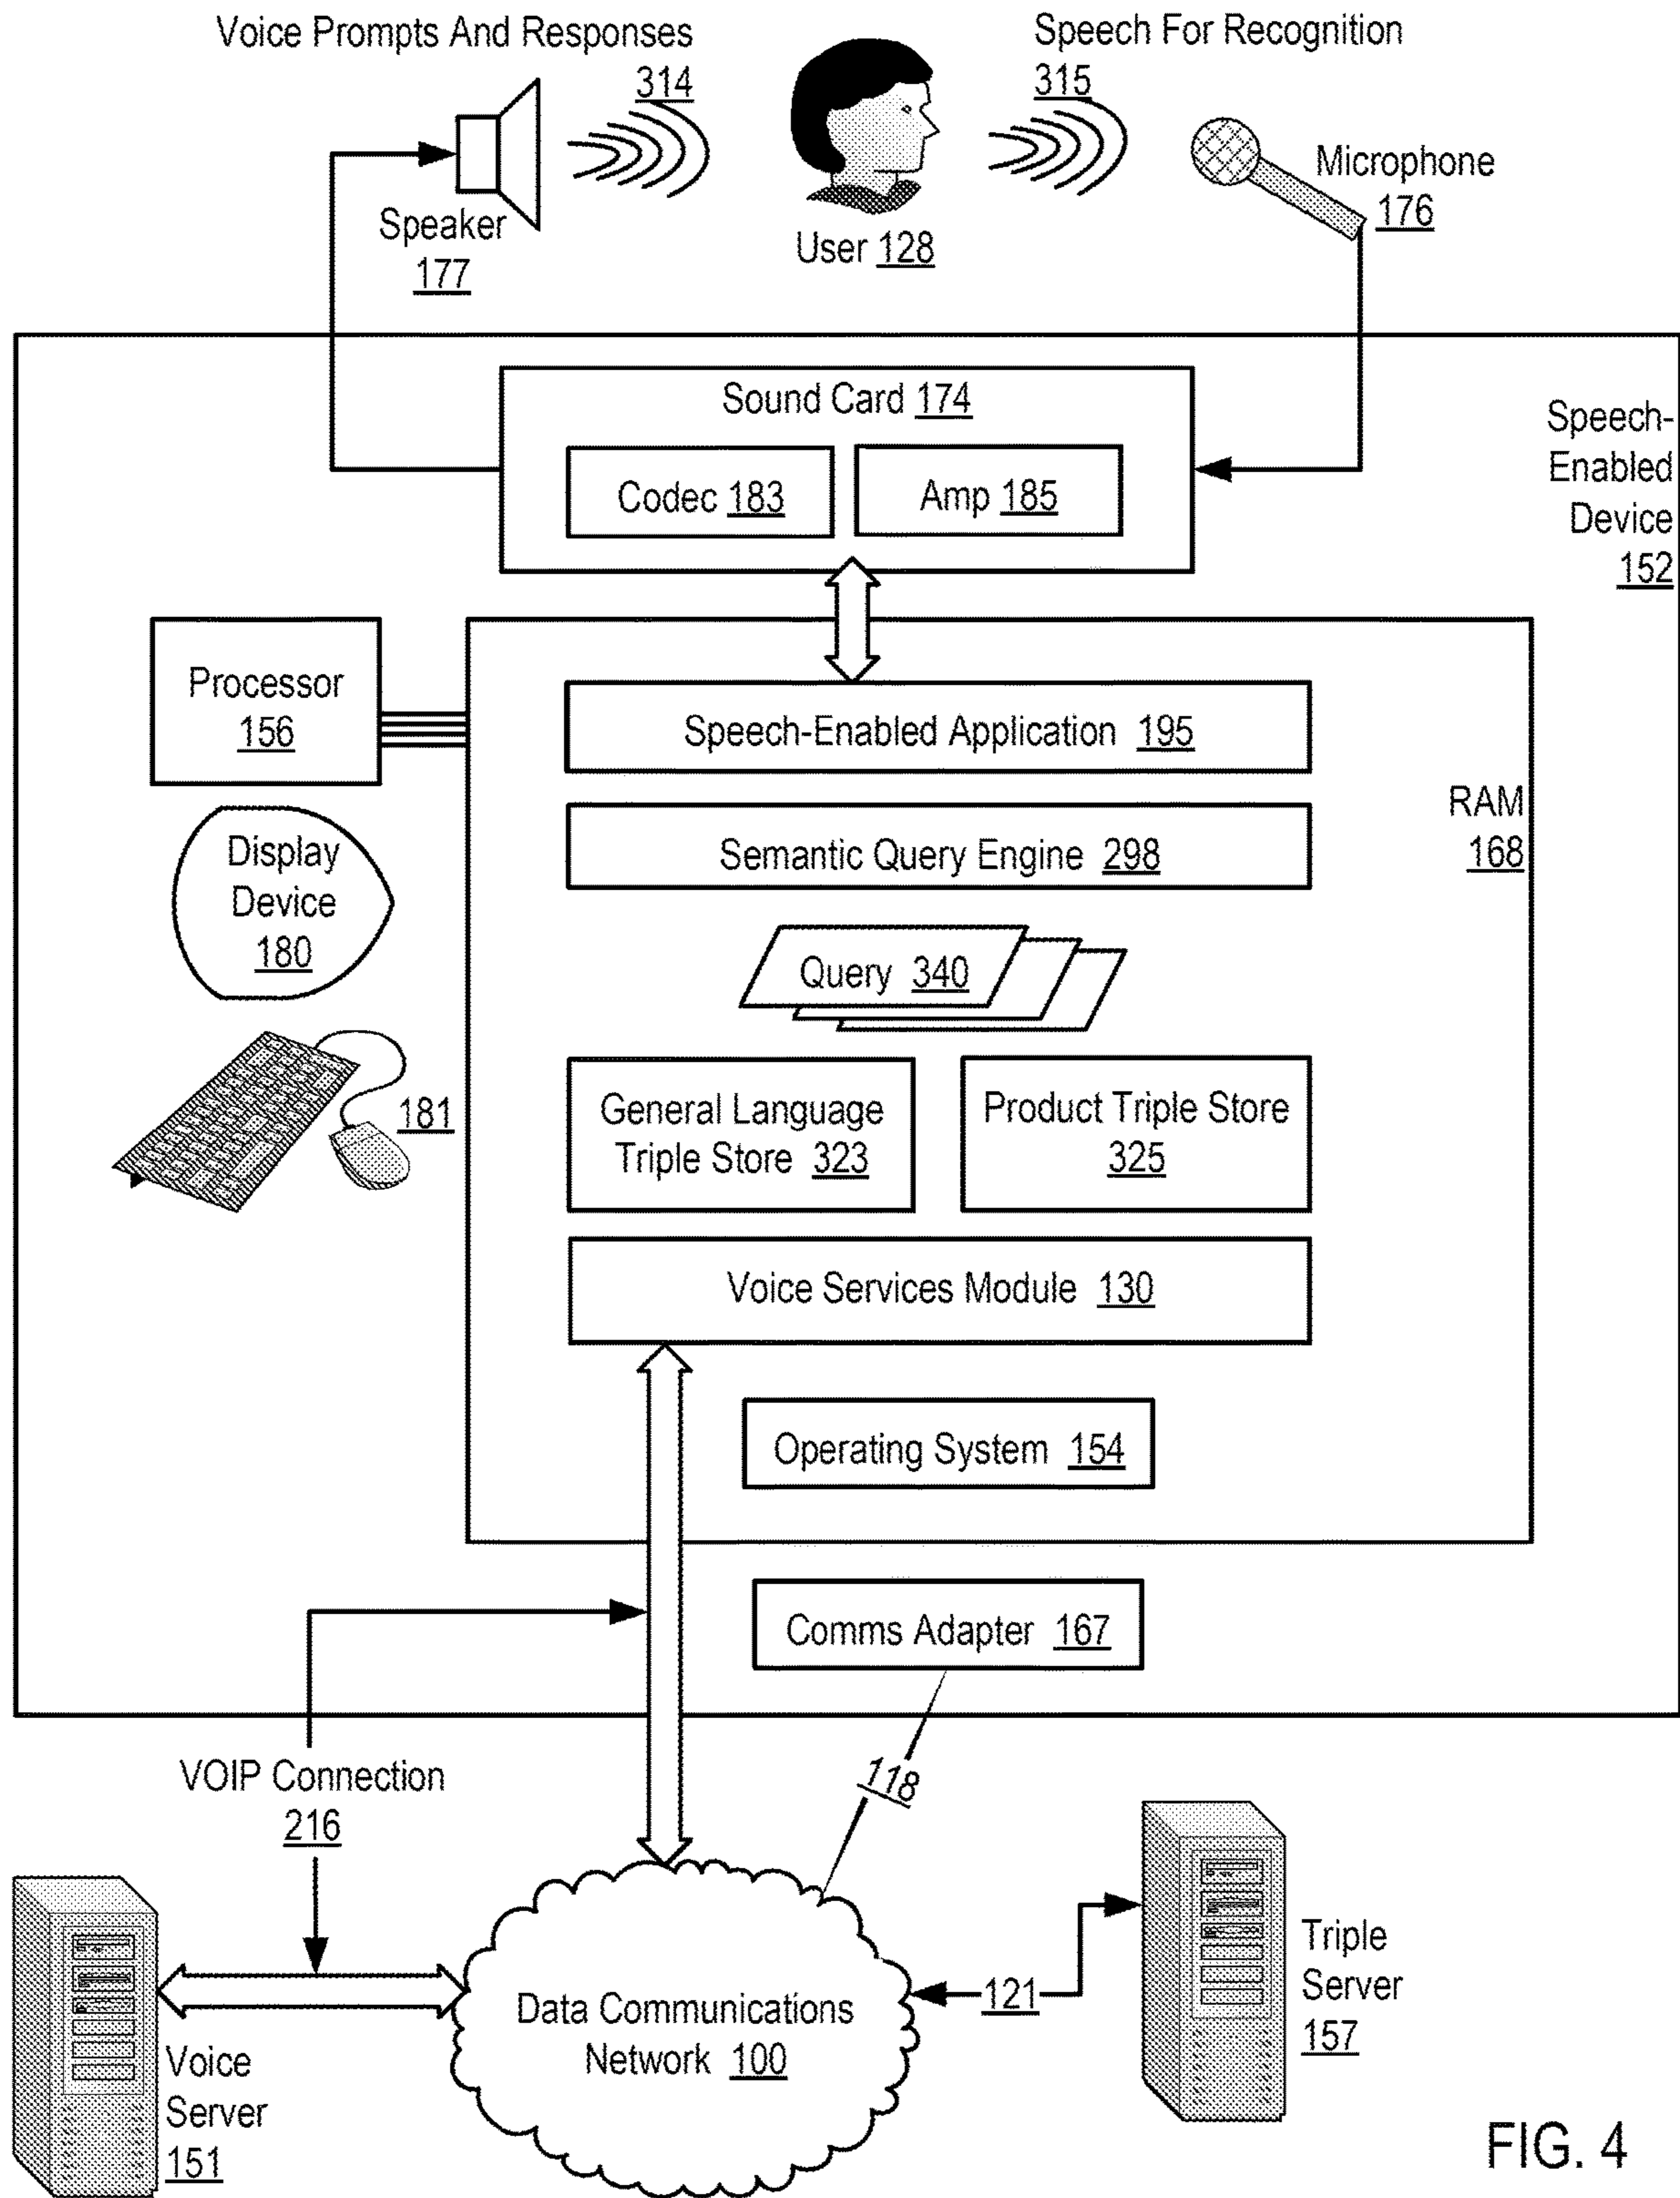 Voice Prompts And Responses
314
Speech For Recognition
315
Speaker
177
User 128
Microphone
176
Sound Card 174
Codec 183
Amp 185
Speech-
Enabled
Device
152
Processor
156
Speech-Enabled Application 195
RAM
168
Display
Device
180
Semantic Query Engine 298
Query 340
181
General Language
Triple Store 323
Product Triple Store
325
Voice Services Module 130
Operating System 154
Comms Adapter 167
VOIP Connection
216
118
Data Communications
Network 100
121
Triple
Server
157
Voice
Server
151
FIG. 4